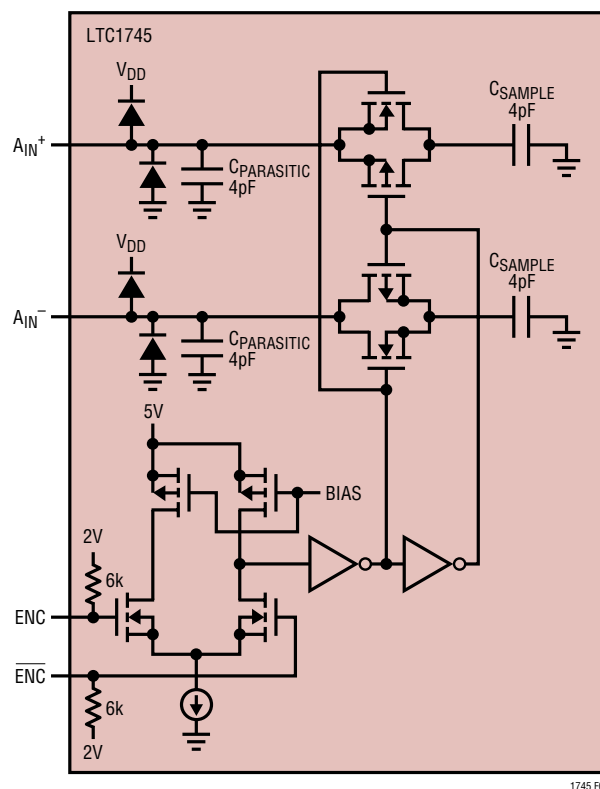 LTC1745
VDD
CSAMPLE
4pF
AIN+
CPARASITIC
4pF
VDD
CSAMPLE
4pF
AIN–
CPARASITIC
4pF
5V
BIAS
2V
6k
ENC
ENC
6k
2V